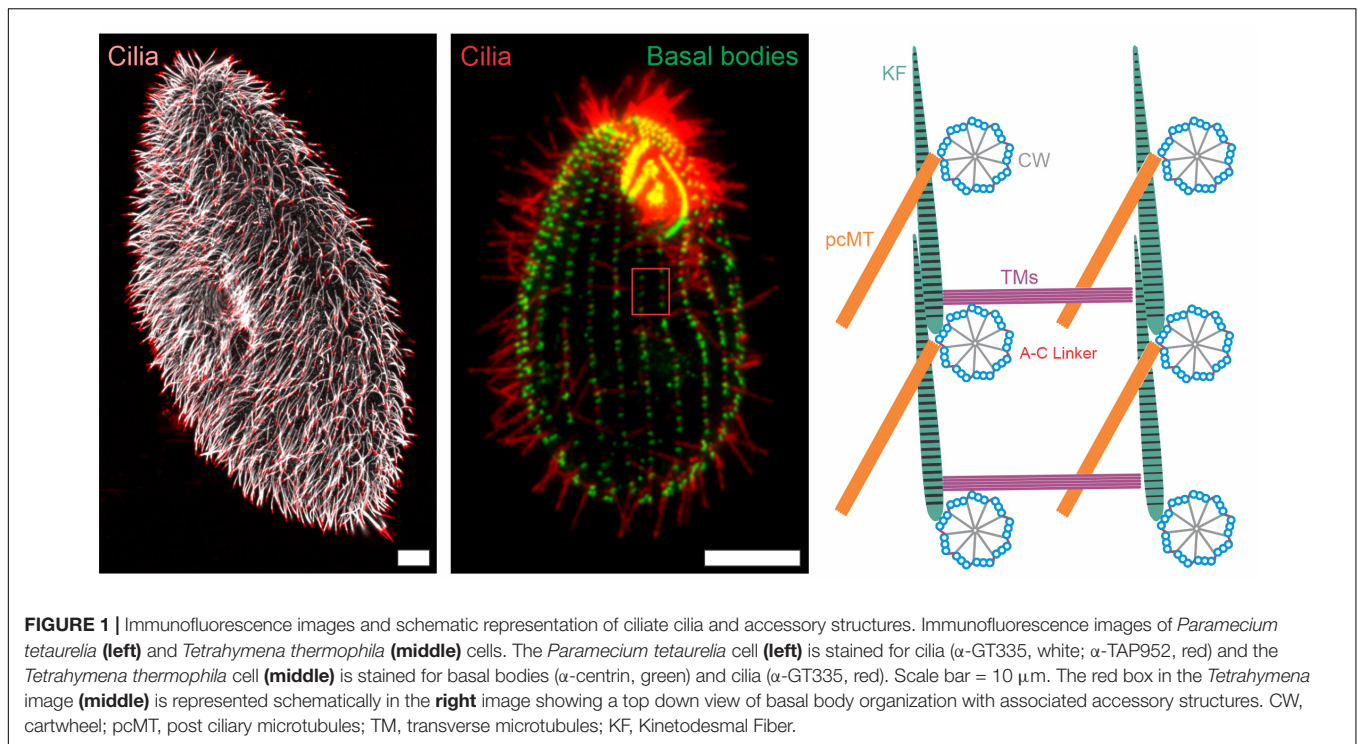 Cilia
Cilia
Basal bodies
KF
CW
pcMT
TMs
A-C Linker
FIGURE 1 | Immunofluorescence images and schematic representation of ciliate cilia and accessory structures. Immunofluorescence images of Paramecium
tetaurelia (left) and Tetrahymena thermophila (middle) cells. The Paramecium tetaurelia cell (left) is stained for cilia (α-GT335, white; α-TAP952, red) and the
Tetrahymena thermophila cell (middle) is stained for basal bodies (α-centrin, green) and cilia (α-GT335, red). Scale bar = 10 μm. The red box in the Tetrahymena
image (middle) is represented schematically in the right image showing a top down view of basal body organization with associated accessory structures. CW,
cartwheel; pcMT, post ciliary microtubules; TM, transverse microtubules; KF, Kinetodesmal Fiber.